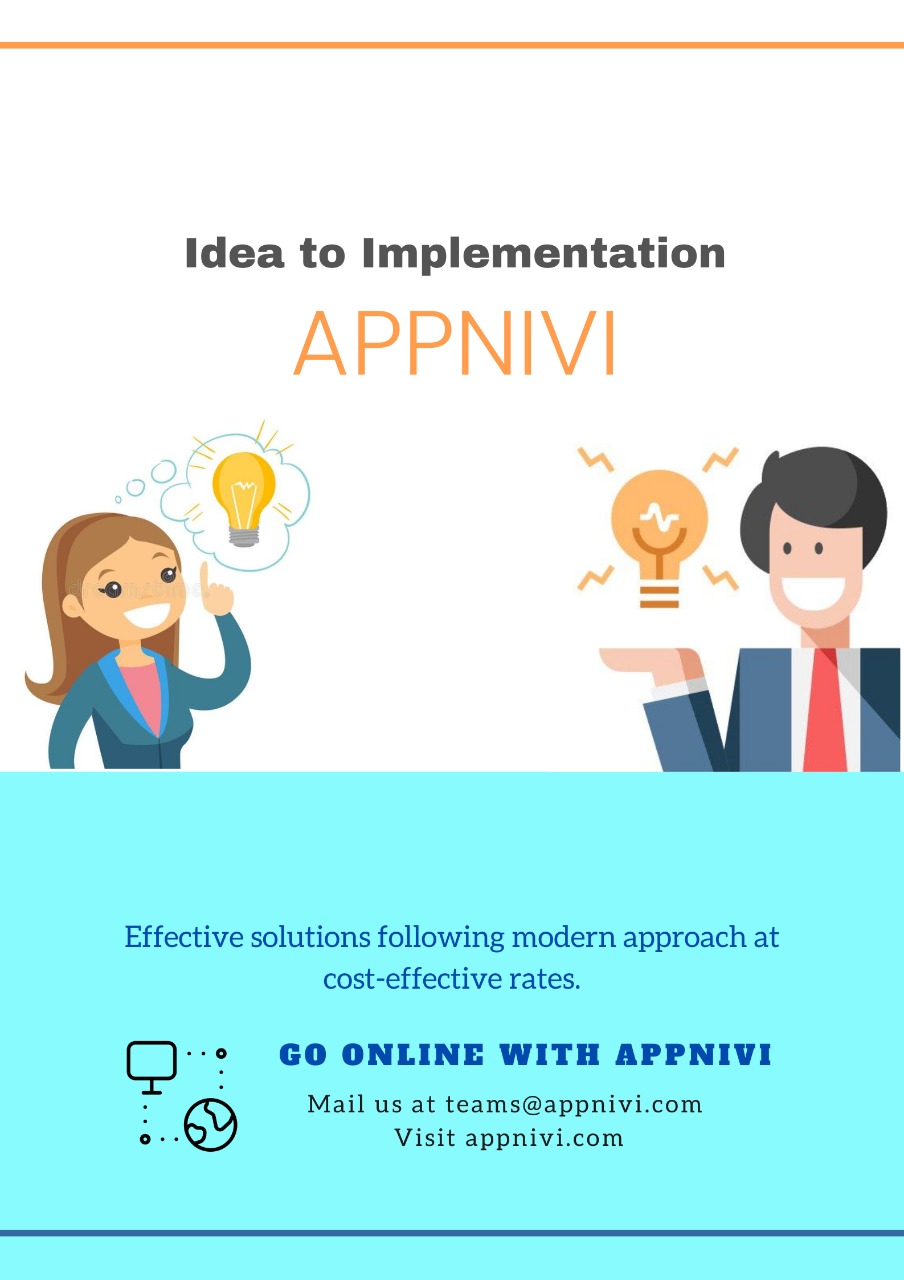 Idea to Implementation
APPNIVI
Effective solutions following modern approach at
cost-effective rates.
GO ONLINE WITH APPNIVI
Mail us at teams@appnivi.com
Visit appnivi.com